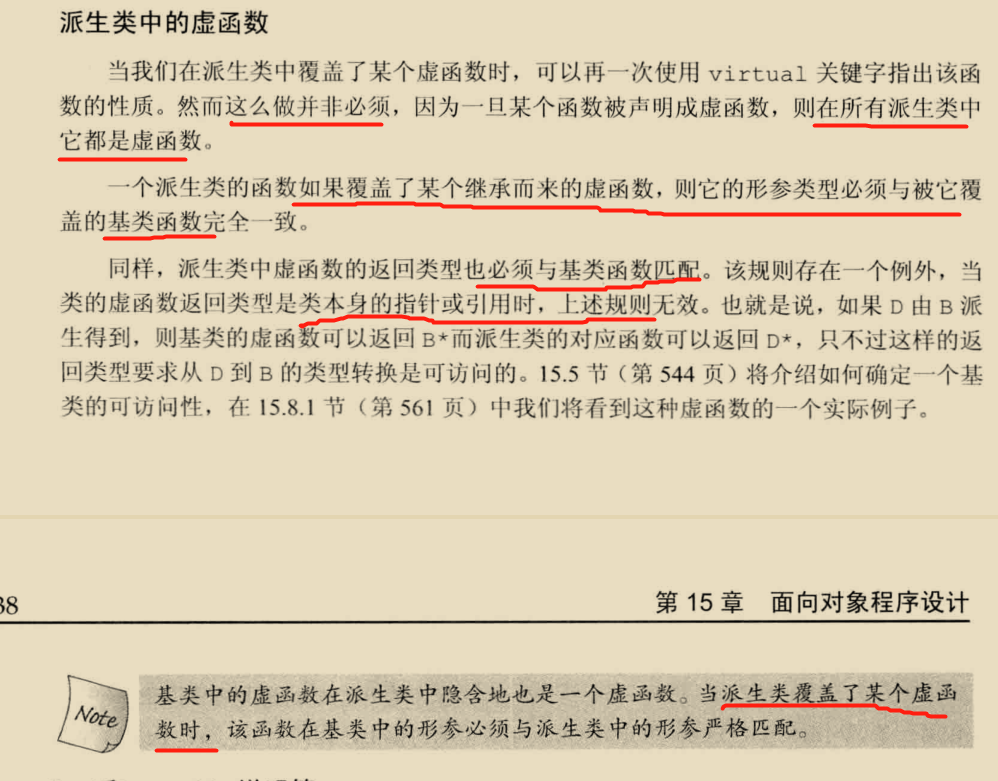 派生类中的虚函数
当我们在派生类中覆盖了某个虚函数时，可以再一次使用 virtual 关键字指出该函
数的性质。然而这么做并非必须，因为一旦某个函数被声明成虚函数，则在所有派生类中
它都是虚函数。
一个派生类的函数如果覆盖了某个继承而来的虚函数，则它的形参类型必须与被它覆
盖的基类函数完全一致。
同样，派生类中虚函数的返回类型也必须与基类函数匹配。该规则存在一个例外，当
类的虚函数返回类型是类本身的指针或引用时，上述规则无效。也就是说，如果 D 由 B 派
生得到，则基类的虚函数可以返回 B*而派生类的对应函数可以返回 D*，只不过这样的返
回类型要求从 D 到 B 的类型转换是可访问的。15.5 节（第 544 页）将介绍如何确定一个基
类的可访问性，在 15.8.1 节（第 561 页）中我们将看到这种虚函数的一个实际例子。
38 第 15 章 面向对象程序设计
基类中的虚函数在派生类中隐含地也是一个虚函数。当派生类覆盖了某个虚函
Note 数时，该函数在基类中的形参必须与派生类中的形参严格匹配。